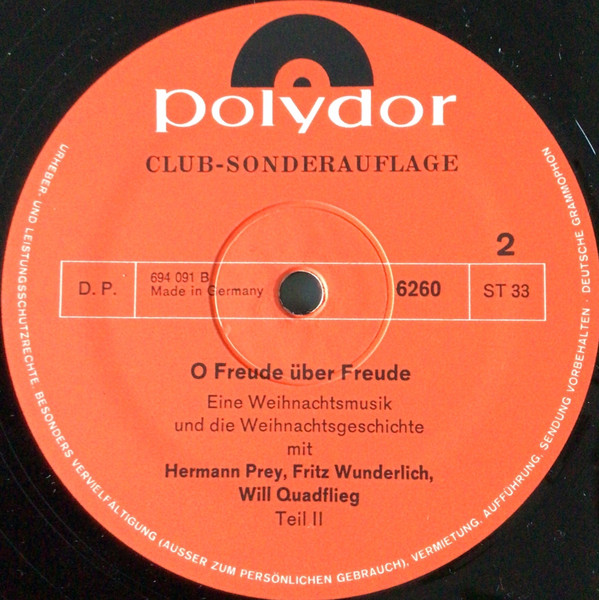 polydor
CLUB-SONDERAUFLAGE
2
D. P.
694 091 B
Made in Germany
6260
ST 33
O Freude über Freude
Eine Weihnachtsmusik
und die Weihnachtsgeschichte
mit
Hermann Prey, Fritz Wunderlich,
Will Quadflieg
Teil II
URHEBER- UND LEISTUNGSSCHUTZRECHTE, BESONDERS VERVIELFÄLTIGUNG (AUSSER ZUM PERSÖNLICHEN GEBRAUCH), VERMIETUNG, AUFFÜHRUNG, SENDUNG VORBEHALTEN · DEUTSCHE GRAMMOPHON